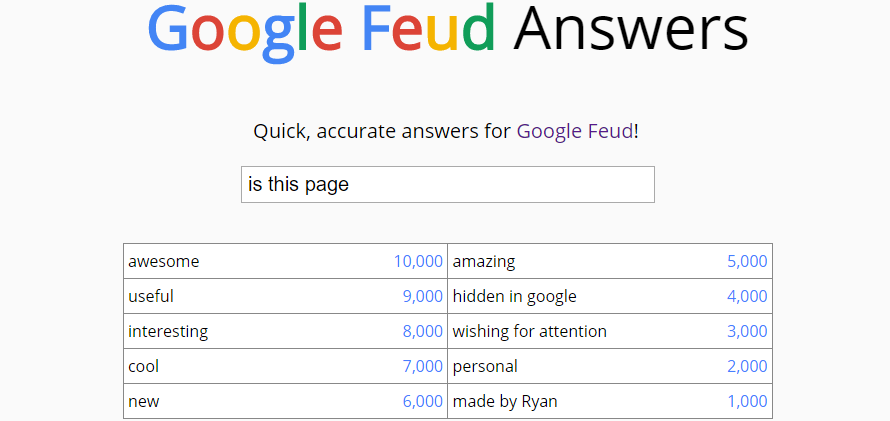 Google Feud Answers
Quick, accurate answers for Google Feud!
is this page
awesome 10,000 amazing 5,000
useful 9,000 hidden in google 4,000
interesting 8,000 wishing for attention 3,000
cool 7,000 personal 2,000
new 6,000 made by Ryan 1,000